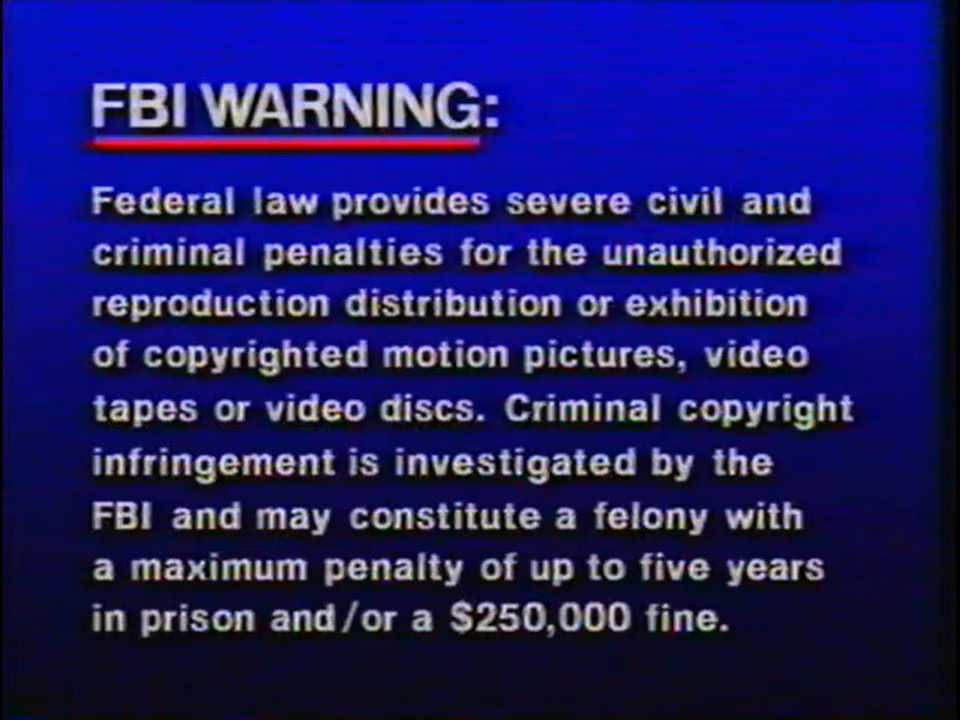 FBI WARNING:
Federal law provides severe civil and
criminal penalties for the unauthorized
reproduction distribution or exhibition
of copyrighted motion pictures, video
tapes or video discs. Criminal copyright
infringement is investigated by the
FBI and may constitute a felony with
a maximum penalty of up to five years
in prison and/or a $250,000 fine.